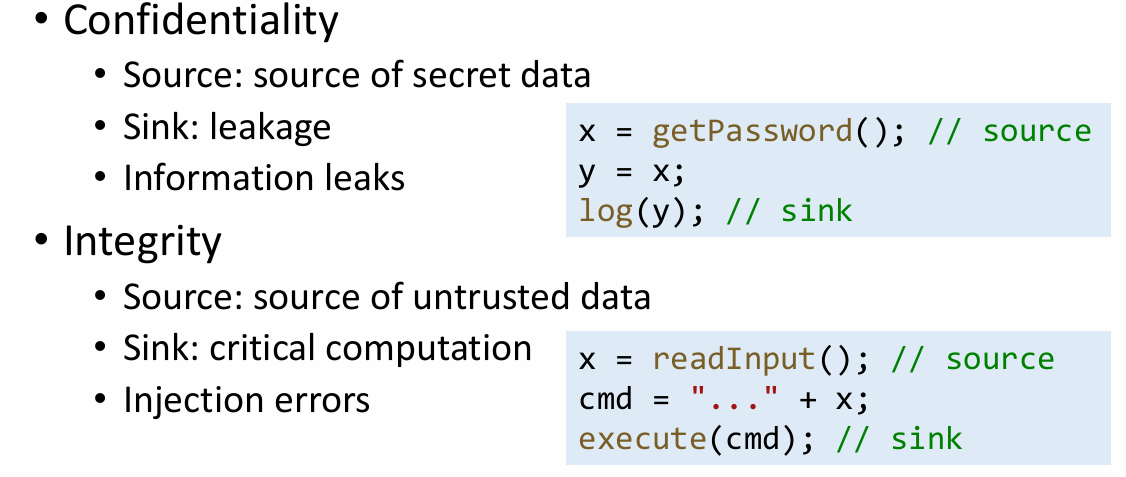 • Confidentiality
• Source: source of secret data
• Sink: leakage
• Information leaks
x = getPassword(); // source
y = x;
log(y); // sink
• Integrity
• Source: source of untrusted data
• Sink: critical computation
• Injection errors
x = readInput(); // source
cmd = "..." + x;
execute(cmd); // sink